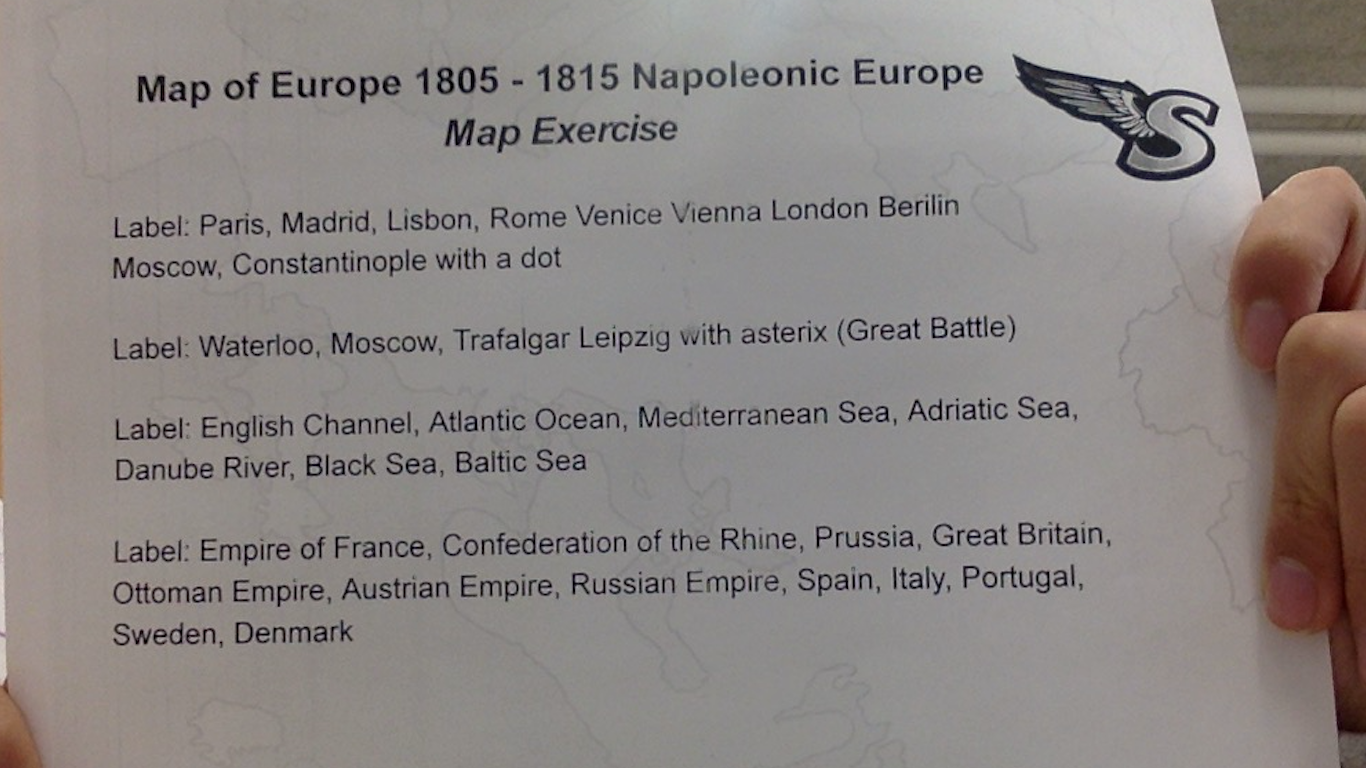 Map of Europe 1805 - 1815 Napoleonic Europe
Map Exercise
S
Label: Paris, Madrid, Lisbon, Rome Venice Vienna London Berilin
Moscow, Constantinople with a dot
Label: Waterloo, Moscow, Trafalgar Leipzig with asterix (Great Battle)
Label: English Channel, Atlantic Ocean, Mediterranean Sea, Adriatic Sea,
Danube River, Black Sea, Baltic Sea
Label: Empire of France, Confederation of the Rhine, Prussia, Great Britain,
Ottoman Empire, Austrian Empire, Russian Empire, Spain, Italy, Portugal,
Sweden, Denmark